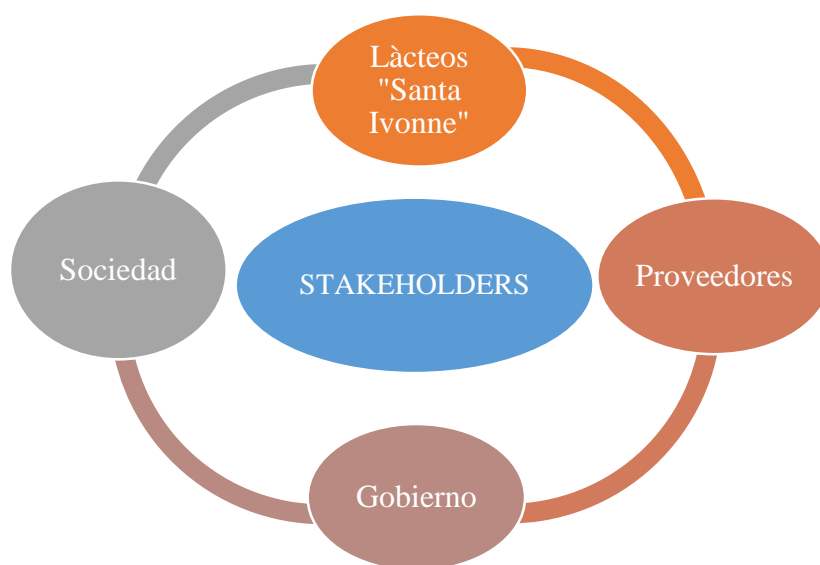 Làcteos
"Santa
Ivonne"
Sociedad
STAKEHOLDERS
Proveedores
Gobierno